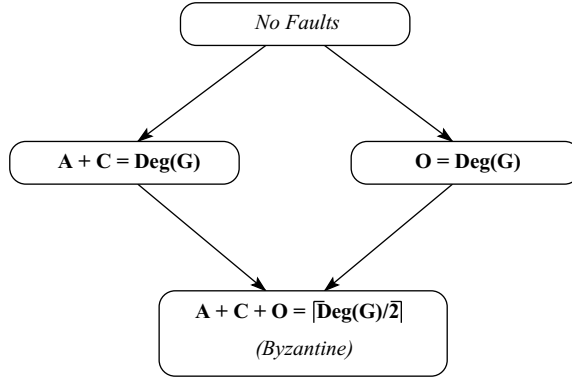 No Faults
A + C = Deg(G)
O = Deg(G)
A + C + O = ⌈Deg(G)/2⌉
(Byzantine)